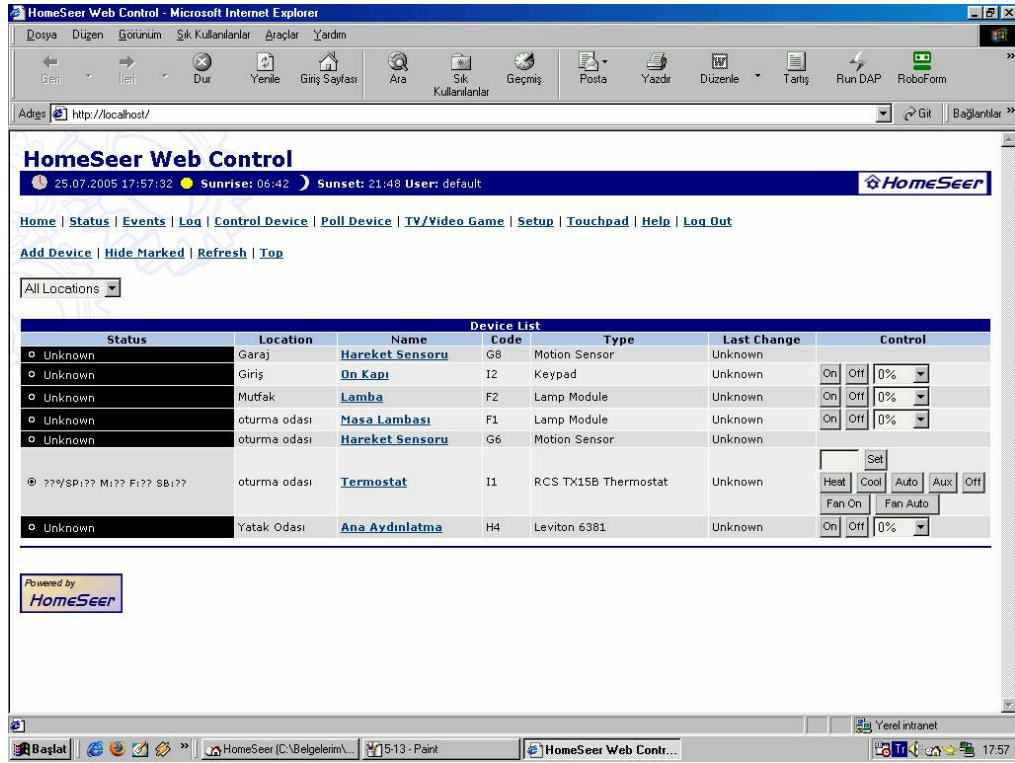 HomeSeer Web Control - Microsoft Internet Explorer
Dosya Düzen Görünüm Sık Kullanılanlar Araçlar Yardım
Geri İleri Dur Yenile Giriş Sayfası Ara Sık Kullanılanlar Geçmiş Posta Yazdır Düzenle Tartış Run DAP RoboForm »
Adres http://localhost/ Git Bağlantılar »
HomeSeer Web Control
25.07.2005 17:57:32 Sunrise: 06:42 Sunset: 21:48 User: default HomeSeer
Home | Status | Events | Log | Control Device | Poll Device | TV/Video Game | Setup | Touchpad | Help | Log Out
Add Device | Hide Marked | Refresh | Top
All Locations
Device List
Status Location Name Code Type Last Change Control
Unknown Garaj Hareket Sensoru G8 Motion Sensor Unknown
Unknown Giriş On Kapı I2 Keypad Unknown On Off 0%
Unknown Mutfak Lamba F2 Lamp Module Unknown On Off 0%
Unknown oturma odası Masa Lambası F1 Lamp Module Unknown On Off 0%
Unknown oturma odası Hareket Sensoru G6 Motion Sensor Unknown
??º/SP:?? M:?? F:?? SB:?? oturma odası Termostat I1 RCS TX15B Thermostat Unknown Set
Heat Cool Auto Aux Off
Fan On Fan Auto
Unknown Yatak Odası Ana Aydınlatma H4 Leviton 6381 Unknown On Off 0%
Powered by
HomeSeer
Yerel intranet
Başlat » HomeSeer (C:\Belgelerim\... 5-13 - Paint HomeSeer Web Contr... Tr 17:57